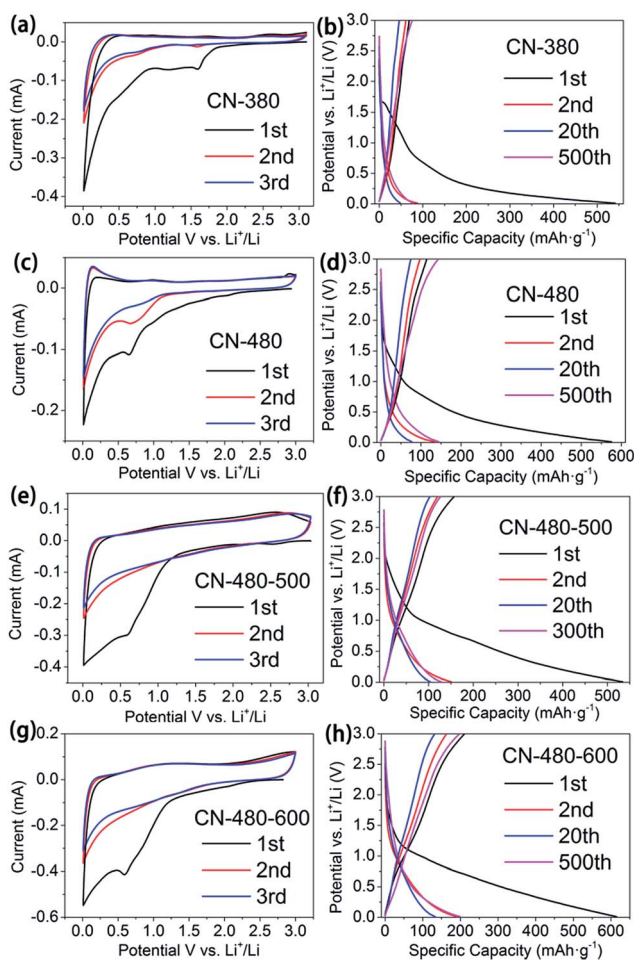 (a)
0.0
-0.1
-0.2
-0.3
-0.4
Current (mA)
CN-380
1st
2nd
3rd
0.0 0.5 1.0 1.5 2.0 2.5 3.0
Potential V vs. Li⁺/Li
(b)
3.0
2.5
2.0
1.5
1.0
0.5
0.0
Potential vs. Li⁺/Li (V)
CN-380
1st
2nd
20th
500th
0 100 200 300 400 500
Specific Capacity (mAh·g⁻¹)
(c)
0.0
-0.1
-0.2
Current (mA)
CN-480
1st
2nd
3rd
0.0 0.5 1.0 1.5 2.0 2.5 3.0
Potential V vs. Li⁺/Li
(d)
3.0
2.5
2.0
1.5
1.0
0.5
0.0
Potential vs. Li⁺/Li (V)
CN-480
1st
2nd
20th
500th
0 100 200 300 400 500 600
Specific Capacity (mAh·g⁻¹)
(e)
0.1
0.0
-0.1
-0.2
-0.3
-0.4
Current (mA)
CN-480-500
1st
2nd
3rd
0.0 0.5 1.0 1.5 2.0 2.5 3.0
Potential V vs. Li⁺/Li
(f)
3.0
2.5
2.0
1.5
1.0
0.5
0.0
Potential vs. Li⁺/Li (V)
CN-480-500
1st
2nd
20th
300th
0 100 200 300 400 500
Specific Capacity (mAh·g⁻¹)
(g)
0.2
0.0
-0.2
-0.4
-0.6
Current (mA)
CN-480-600
1st
2nd
3rd
0.0 0.5 1.0 1.5 2.0 2.5 3.0
Potential V vs. Li⁺/Li
(h)
3.0
2.5
2.0
1.5
1.0
0.5
0.0
Potential vs. Li⁺/Li (V)
CN-480-600
1st
2nd
20th
500th
0 100 200 300 400 500 600
Specific Capacity (mAh·g⁻¹)